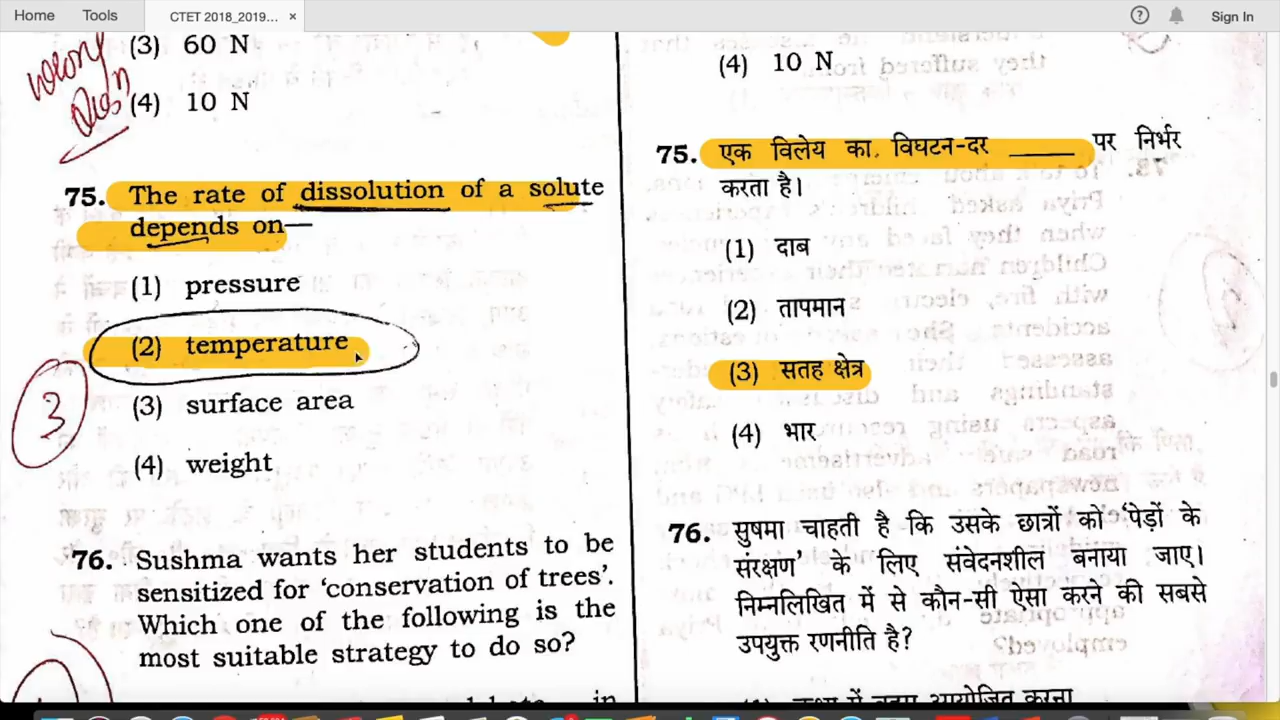 Home
Tools
CTET 2018_2019...
×
Sign In
(3) 60 N
(4) 10 N
wrong
Quesn
75. The rate of dissolution of a solute
depends on—
(1) pressure
(2) temperature
(3) surface area
(4) weight
3
76. Sushma wants her students to be
sensitized for ‘conservation of trees’.
Which one of the following is the
most suitable strategy to do so?
(4) 10 N
75. एक विलेय का विघटन-दर _____ पर निर्भर
करता है।
(1) दाब
(2) तापमान
(3) सतह क्षेत्र
(4) भार
76. सुषमा चाहती है कि उसके छात्रों को ‘पेड़ों के
संरक्षण’ के लिए संवेदनशील बनाया जाए।
निम्नलिखित में से कौन-सी ऐसा करने की सबसे
उपयुक्त रणनीति है?